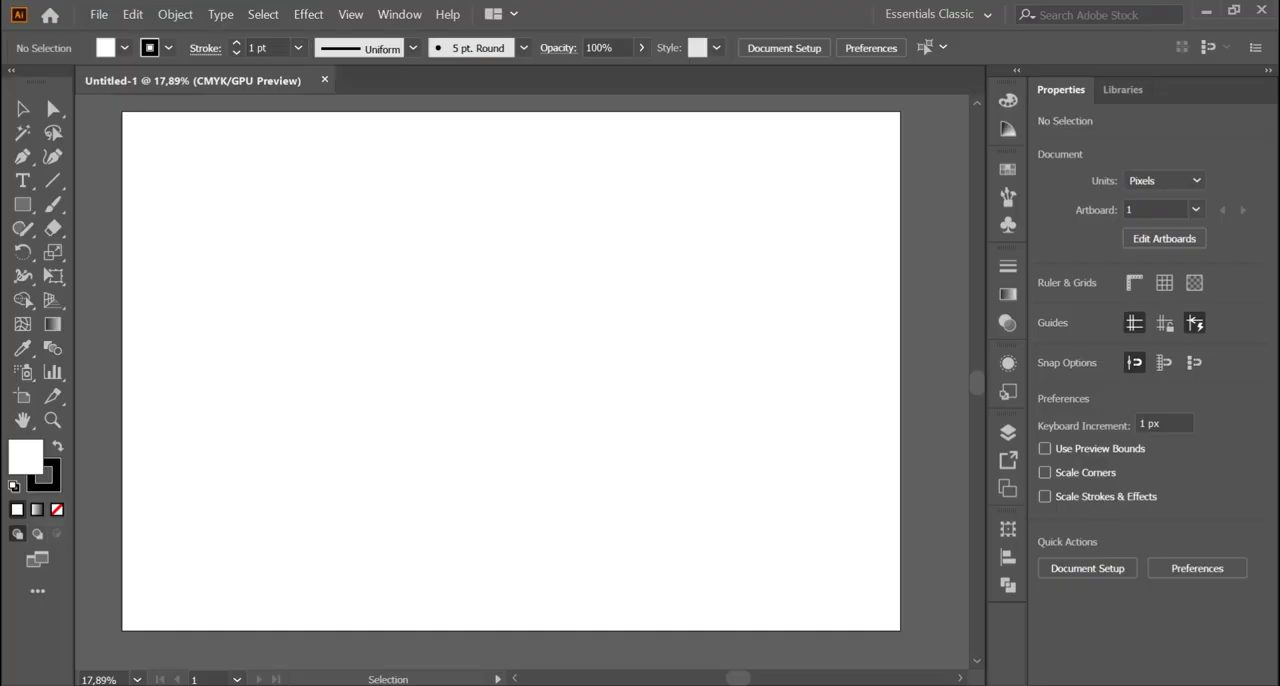 Ai File Edit Object Type Select Effect View Window Help Essentials Classic Search Adobe Stock
No Selection Stroke: 1 pt Uniform 5 pt. Round Opacity: 100% Style: Document Setup Preferences
Untitled-1 @ 17,89% (CMYK/GPU Preview)
Properties Libraries
No Selection
Document
Units: Pixels
Artboard: 1
Edit Artboards
Ruler & Grids
Guides
Snap Options
Preferences
Keyboard Increment: 1 px
Use Preview Bounds
Scale Corners
Scale Strokes & Effects
Quick Actions
Document Setup Preferences
17,89% 1 Selection